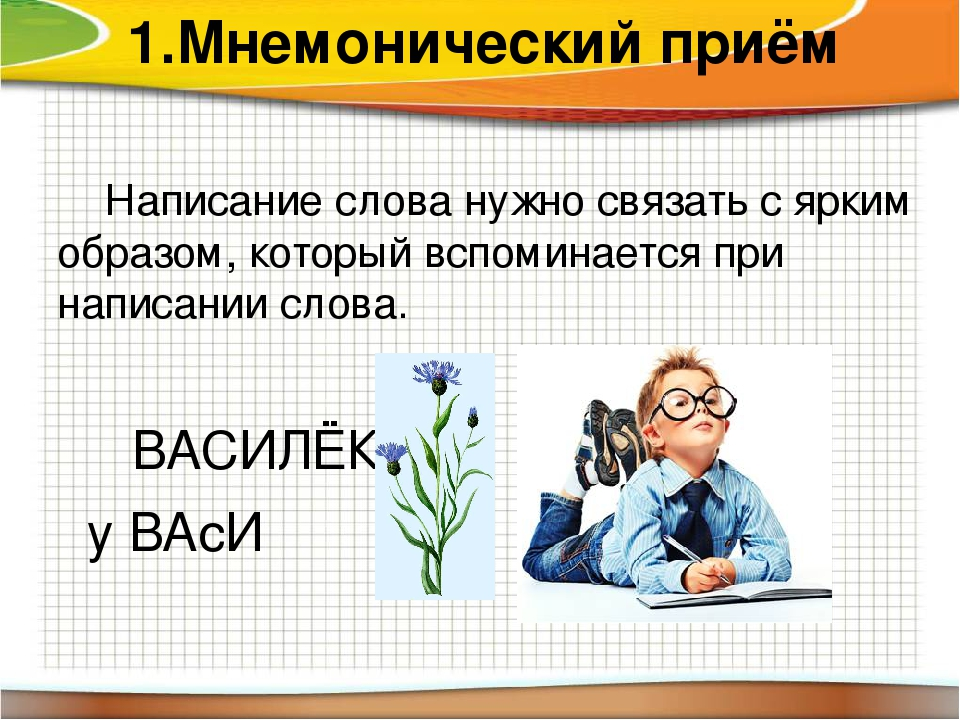 1.Мнемонический приём
Написание слова нужно связать с ярким
образом, который вспоминается при
написании слова.
ВАСИЛЁК
у ВАсИ